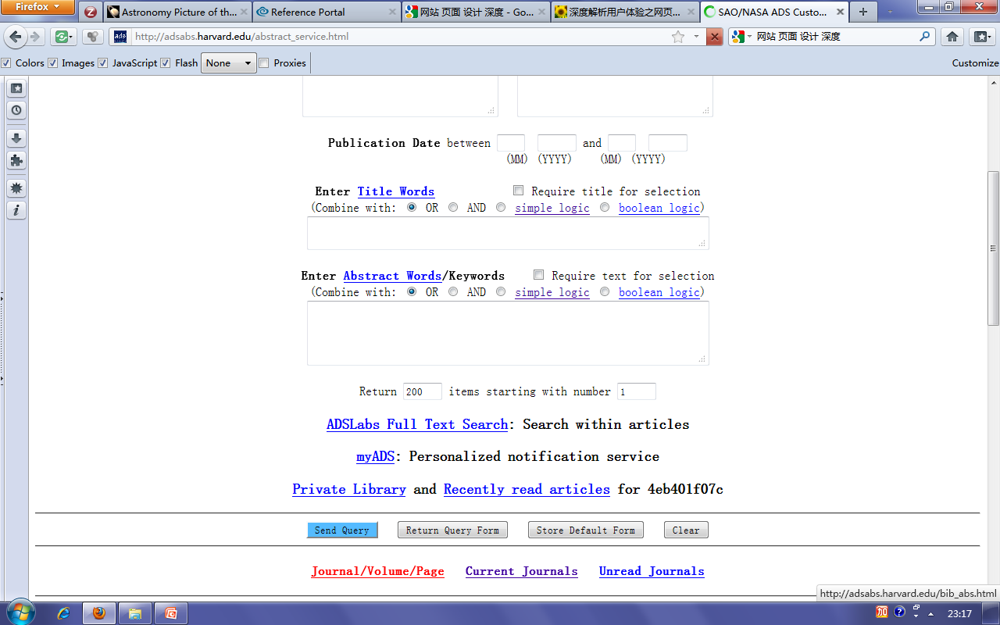 Firefox
Astronomy Picture of th...
Reference Portal
网站 页面 设计 深度 - Go...
深度解析用户体验之网页...
SAO/NASA ADS Custo...
http://adsabs.harvard.edu/abstract_service.html
网站 页面 设计 深度
Colors Images JavaScript Flash None Proxies Customize
Publication Date between and
(MM) (YYYY) (MM) (YYYY)
Enter Title Words Require title for selection
(Combine with: OR AND simple logic boolean logic)
Enter Abstract Words/Keywords Require text for selection
(Combine with: OR AND simple logic boolean logic)
Return 200 items starting with number 1
ADSLabs Full Text Search: Search within articles
myADS: Personalized notification service
Private Library and Recently read articles for 4eb401f07c
Send Query Return Query Form Store Default Form Clear
Journal/Volume/Page Current Journals Unread Journals
http://adsabs.harvard.edu/bib_abs.html
23:17